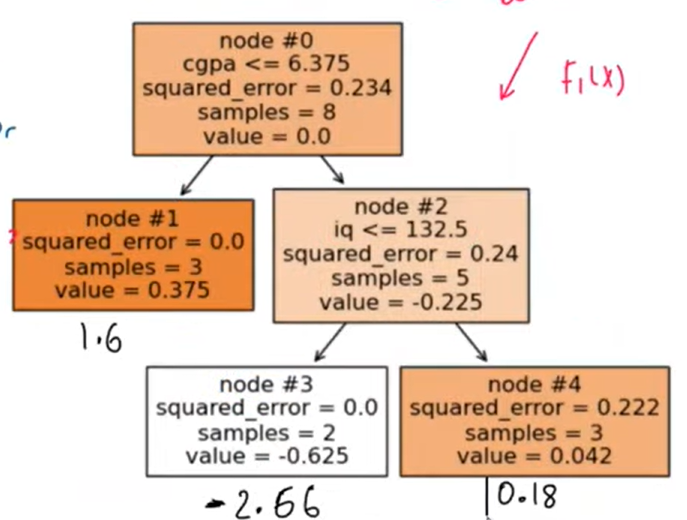 node #0
cgpa <= 6.375
squared_error = 0.234
samples = 8
value = 0.0
F₁(X)
node #1
squared_error = 0.0
samples = 3
value = 0.375
1.6
node #2
iq <= 132.5
squared_error = 0.24
samples = 5
value = -0.225
node #3
squared_error = 0.0
samples = 2
value = -0.625
-2.66
node #4
squared_error = 0.222
samples = 3
value = 0.042
0.18